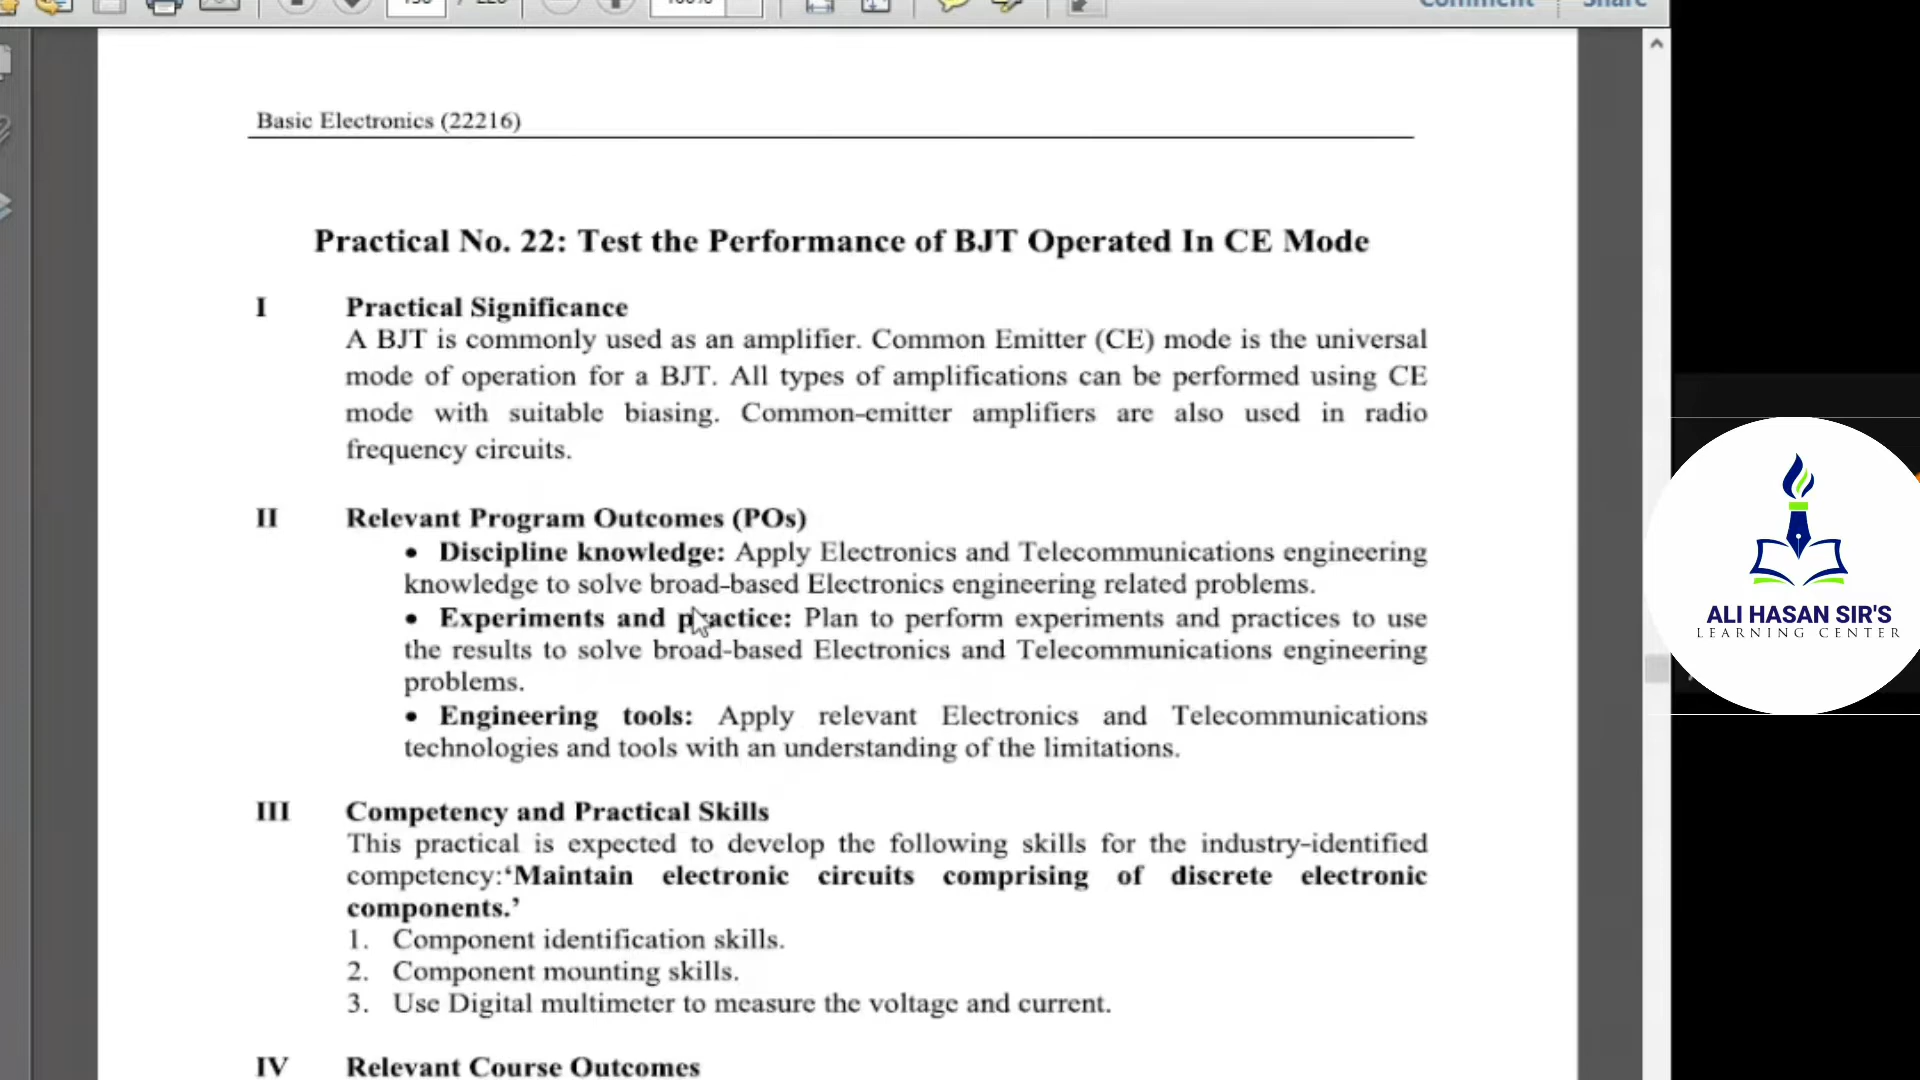 Comment
Share
Basic Electronics (22216)
Practical No. 22: Test the Performance of BJT Operated In CE Mode
I Practical Significance
A BJT is commonly used as an amplifier. Common Emitter (CE) mode is the universal
mode of operation for a BJT. All types of amplifications can be performed using CE
mode with suitable biasing. Common-emitter amplifiers are also used in radio
frequency circuits.
II Relevant Program Outcomes (POs)
• Discipline knowledge: Apply Electronics and Telecommunications engineering
knowledge to solve broad-based Electronics engineering related problems.
• Experiments and practice: Plan to perform experiments and practices to use
the results to solve broad-based Electronics and Telecommunications engineering
problems.
• Engineering tools: Apply relevant Electronics and Telecommunications
technologies and tools with an understanding of the limitations.
III Competency and Practical Skills
This practical is expected to develop the following skills for the industry-identified
competency:‘Maintain electronic circuits comprising of discrete electronic
components.’
1. Component identification skills.
2. Component mounting skills.
3. Use Digital multimeter to measure the voltage and current.
IV Relevant Course Outcomes
ALI HASAN SIR'S
LEARNING CENTER